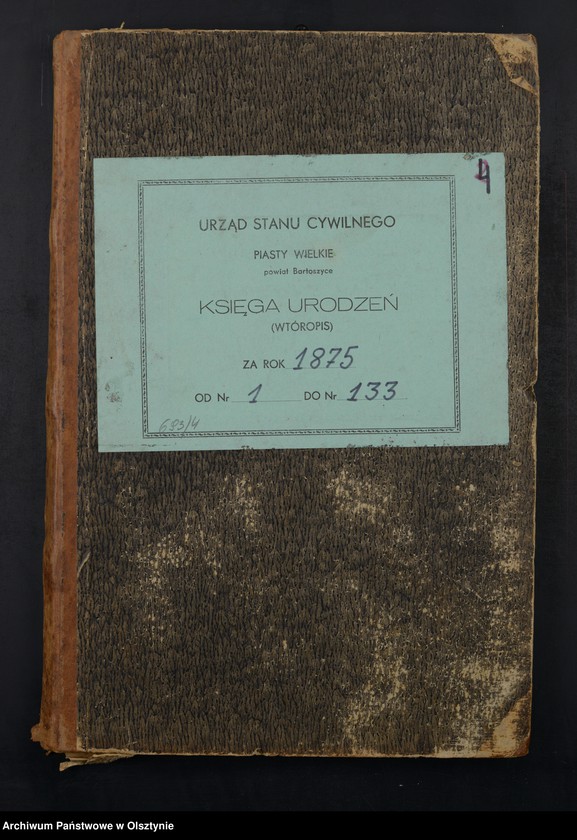 4
URZĄD STANU CYWILNEGO
PIASTY WIELKIE
powiat Bartoszyce
KSIĘGA URODZEŃ
(WTÓROPIS)
ZA ROK 1875
OD Nr 1 DO Nr 133
683/4
Archiwum Państwowe w Olsztynie